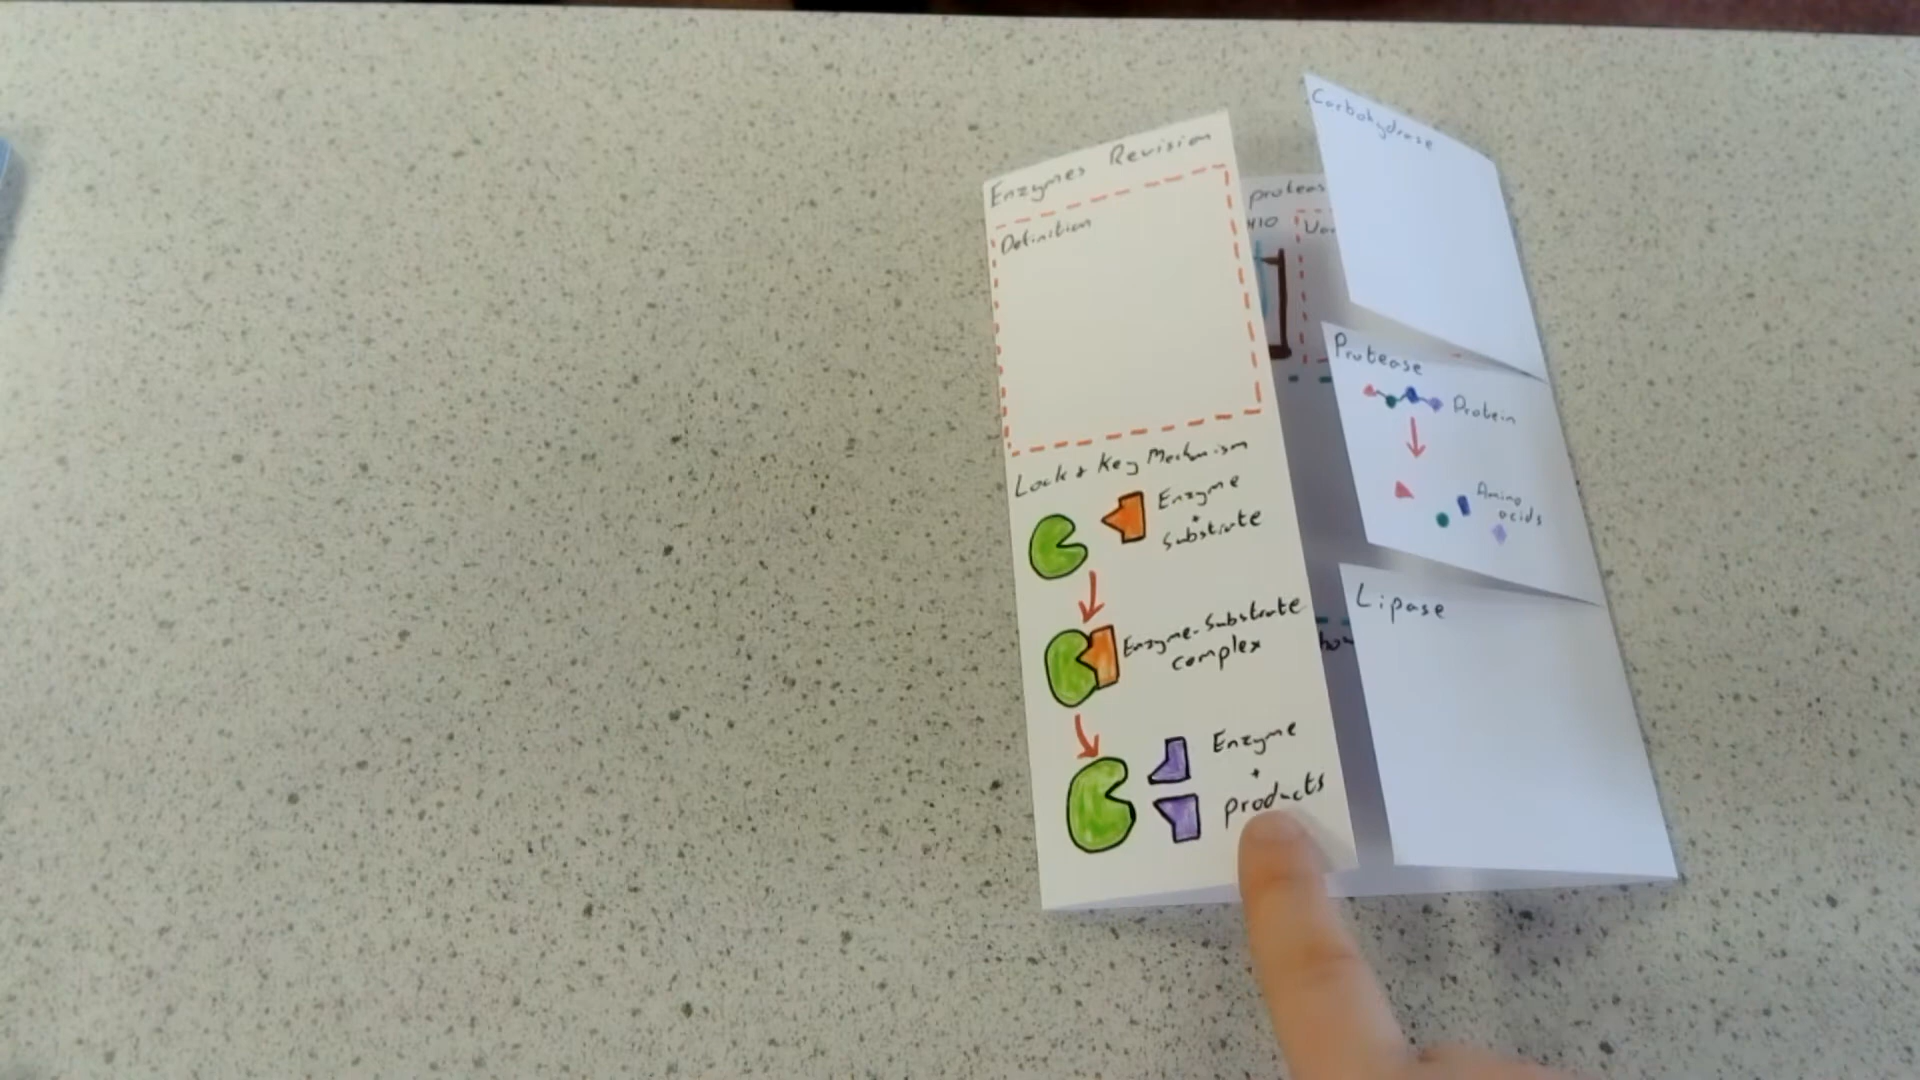 Enzymes Revision
Definition
Lock & Key Mechanism
Enzyme
+
Substrate
Enzyme-Substrate
complex
Enzyme
+
products
Carbohydrase
Protease
Protein
Amino
acids
Lipase